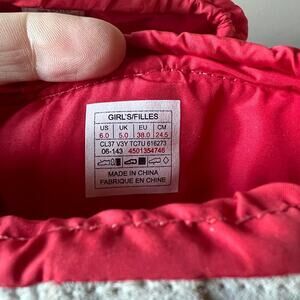 GIRL'S/FILLES
US UK EU CM
6.0 5.0 38.0 24.5
CL37 V3Y TC7U 616273
06-143 4501354746
MADE IN CHINA
FABRIQUE EN CHINE